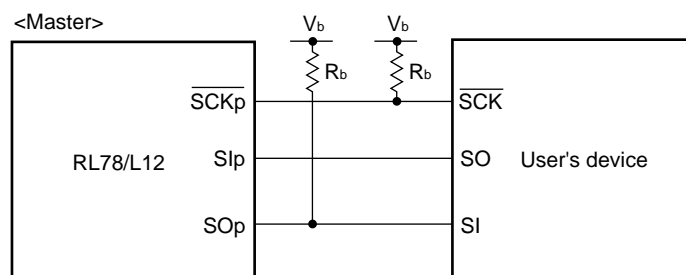 <Master>
Vb Vb
Rb Rb
SCKp SCK
RL78/L12 SIp SO User's device
SOp SI